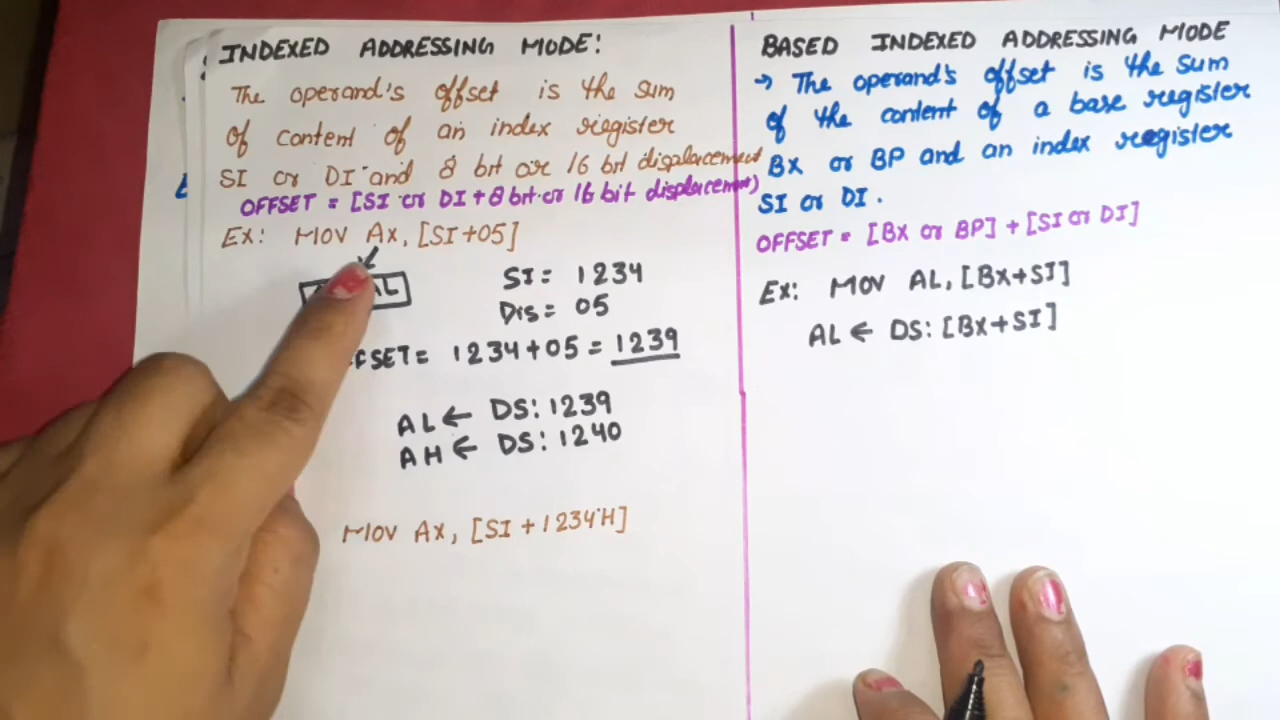 INDEXED ADDRESSING MODE:
The operand's offset is the sum
of content of an index register
SI or DI and 8 bit or 16 bit displacement
OFFSET = [SI or DI + 8 bit or 16 bit displacement)
Ex: MOV AX, [SI+05]
AL
SI = 1234
Dis = 05
FSET = 1234+05 = 1239
AL ← DS: 1239
AH ← DS: 1240
MOV AX, [SI + 1234H]
BASED INDEXED ADDRESSING MODE
→ The operand's offset is the sum
of the content of a base register
BX or BP and an index register
SI or DI.
OFFSET = [BX or BP] + [SI or DI]
Ex: MOV AL, [BX+SI]
AL ← DS: [BX+SI]